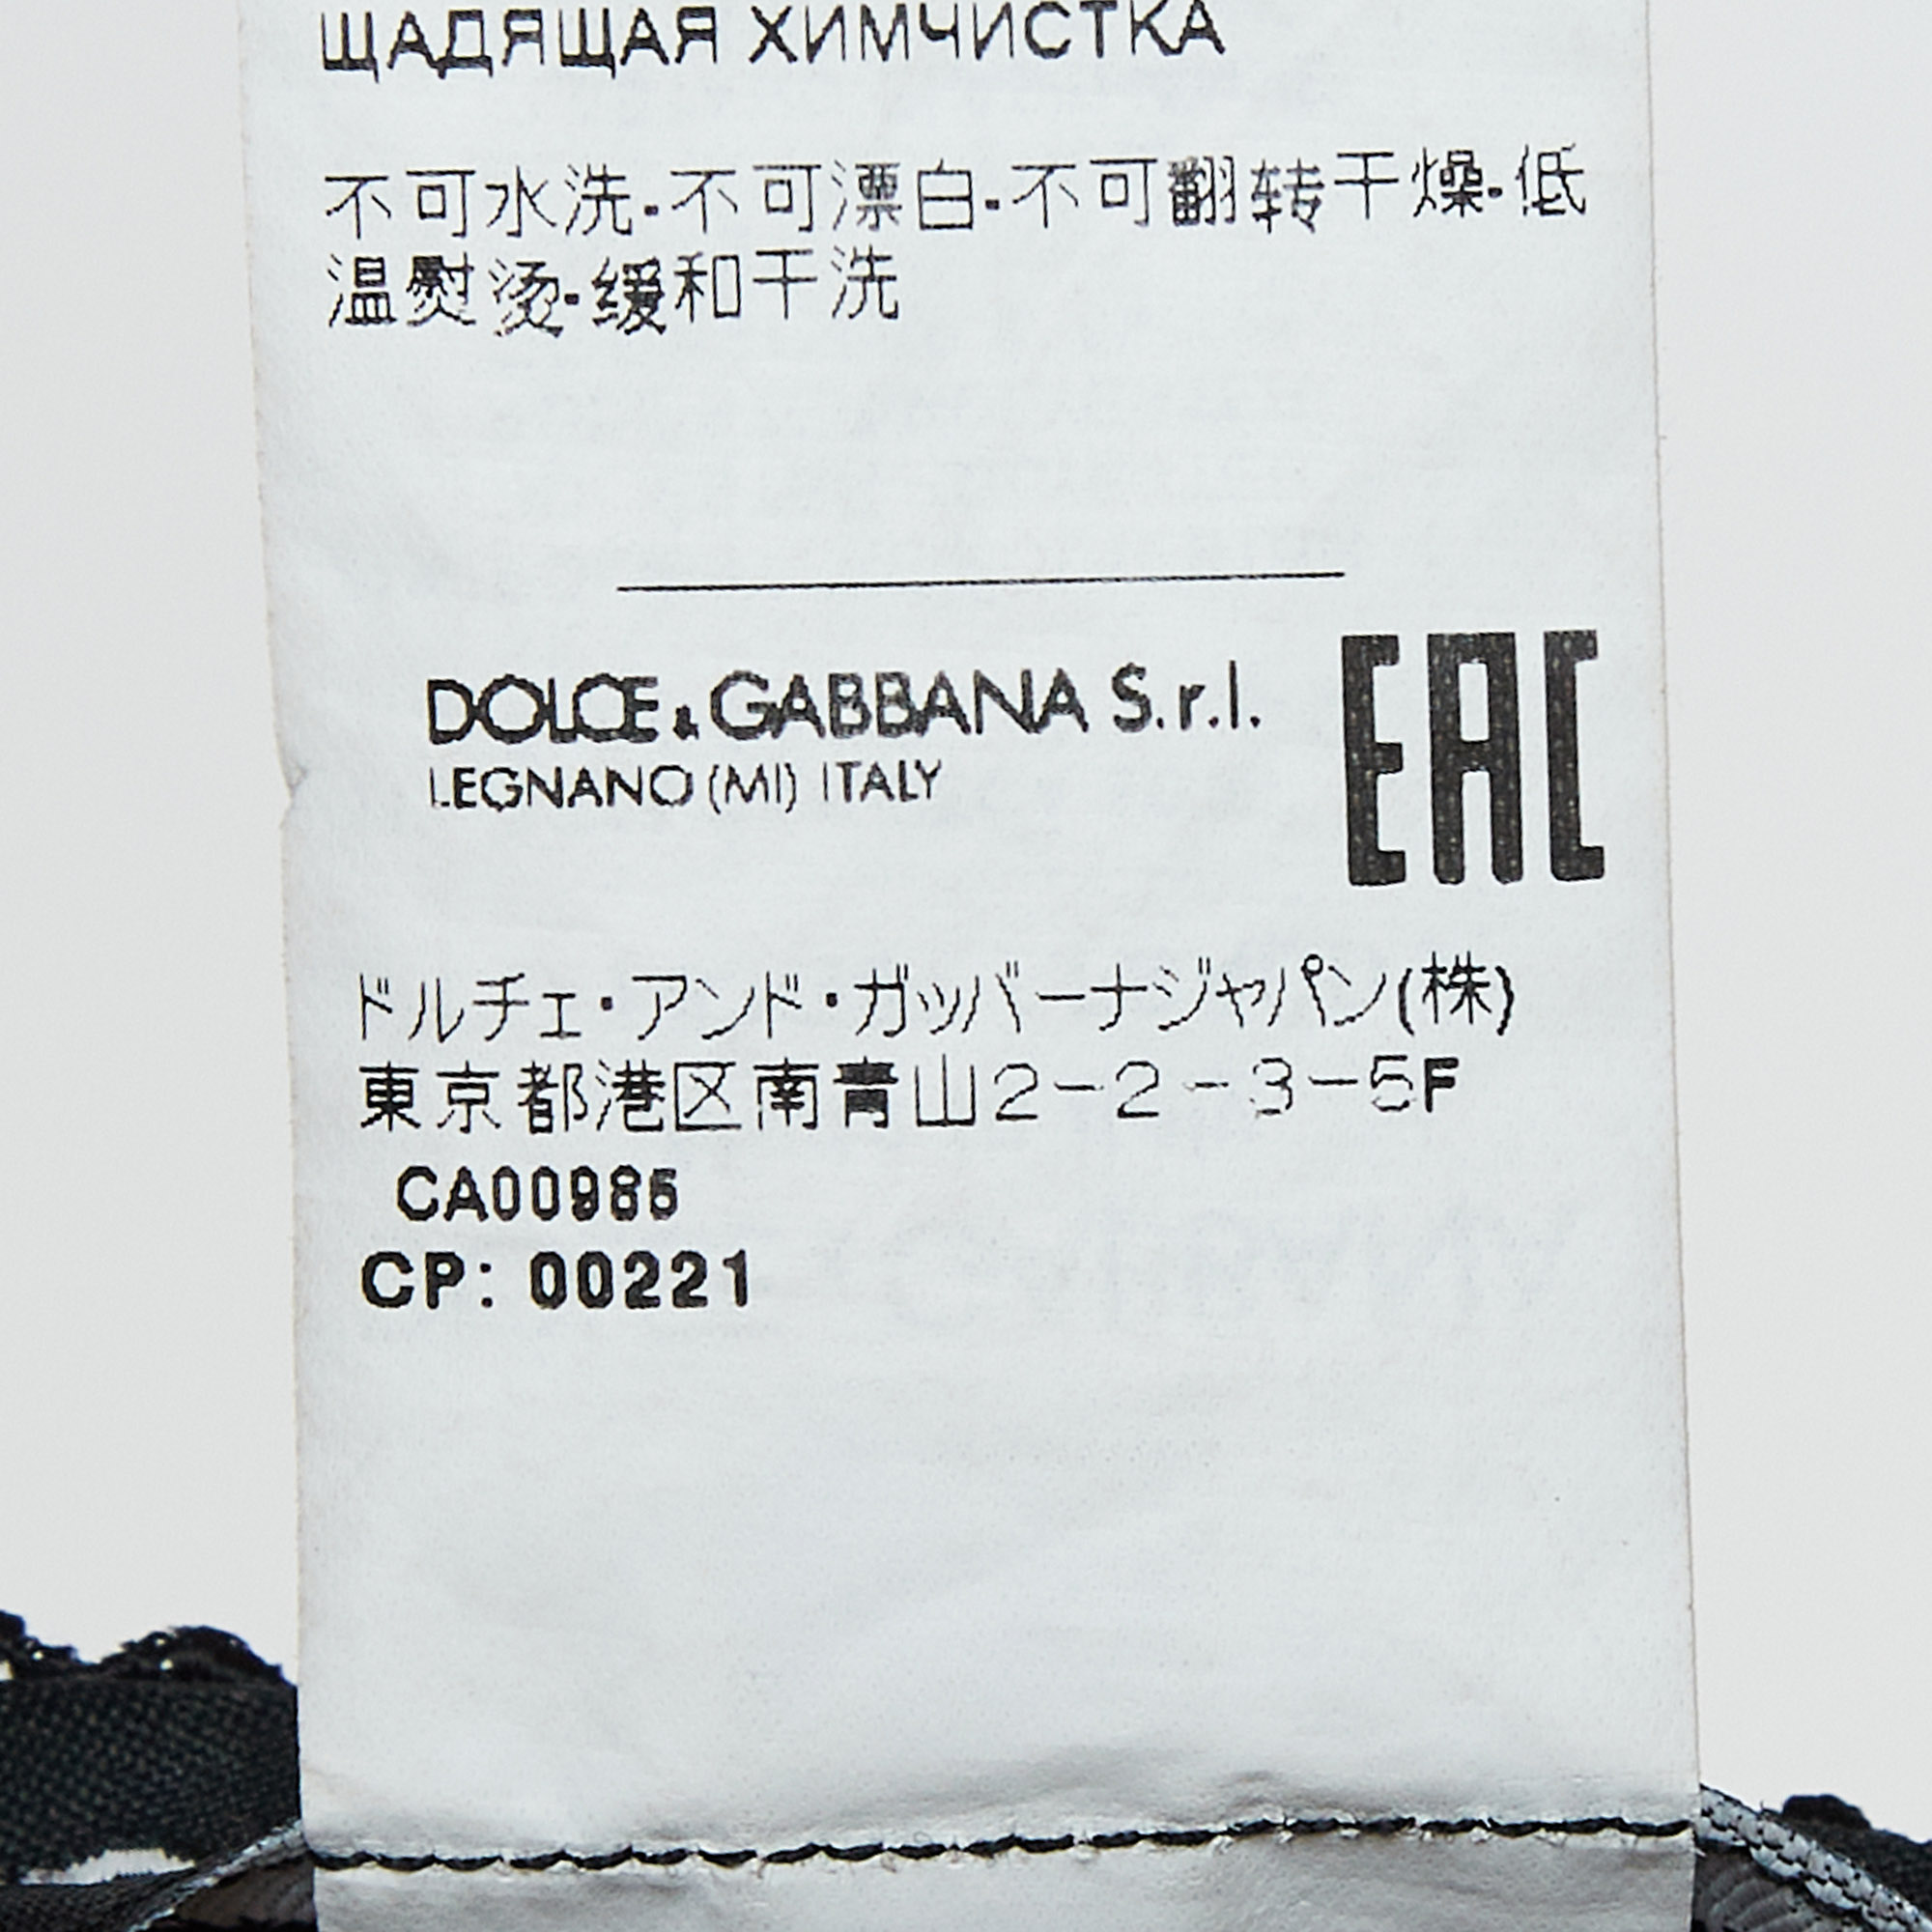 ЩАДЯЩАЯ ХИМЧИСТКА
不可水洗·不可漂白·不可翻转干燥·低
温熨烫·缓和干洗
DOLCE & GABBANA S.r.l.
LEGNANO (MI) ITALY
EAC
ドルチェ・アンド・ガッバーナジャパン(株)
東京都港区南青山2-2-3-5F
CA00985
CP: 00221